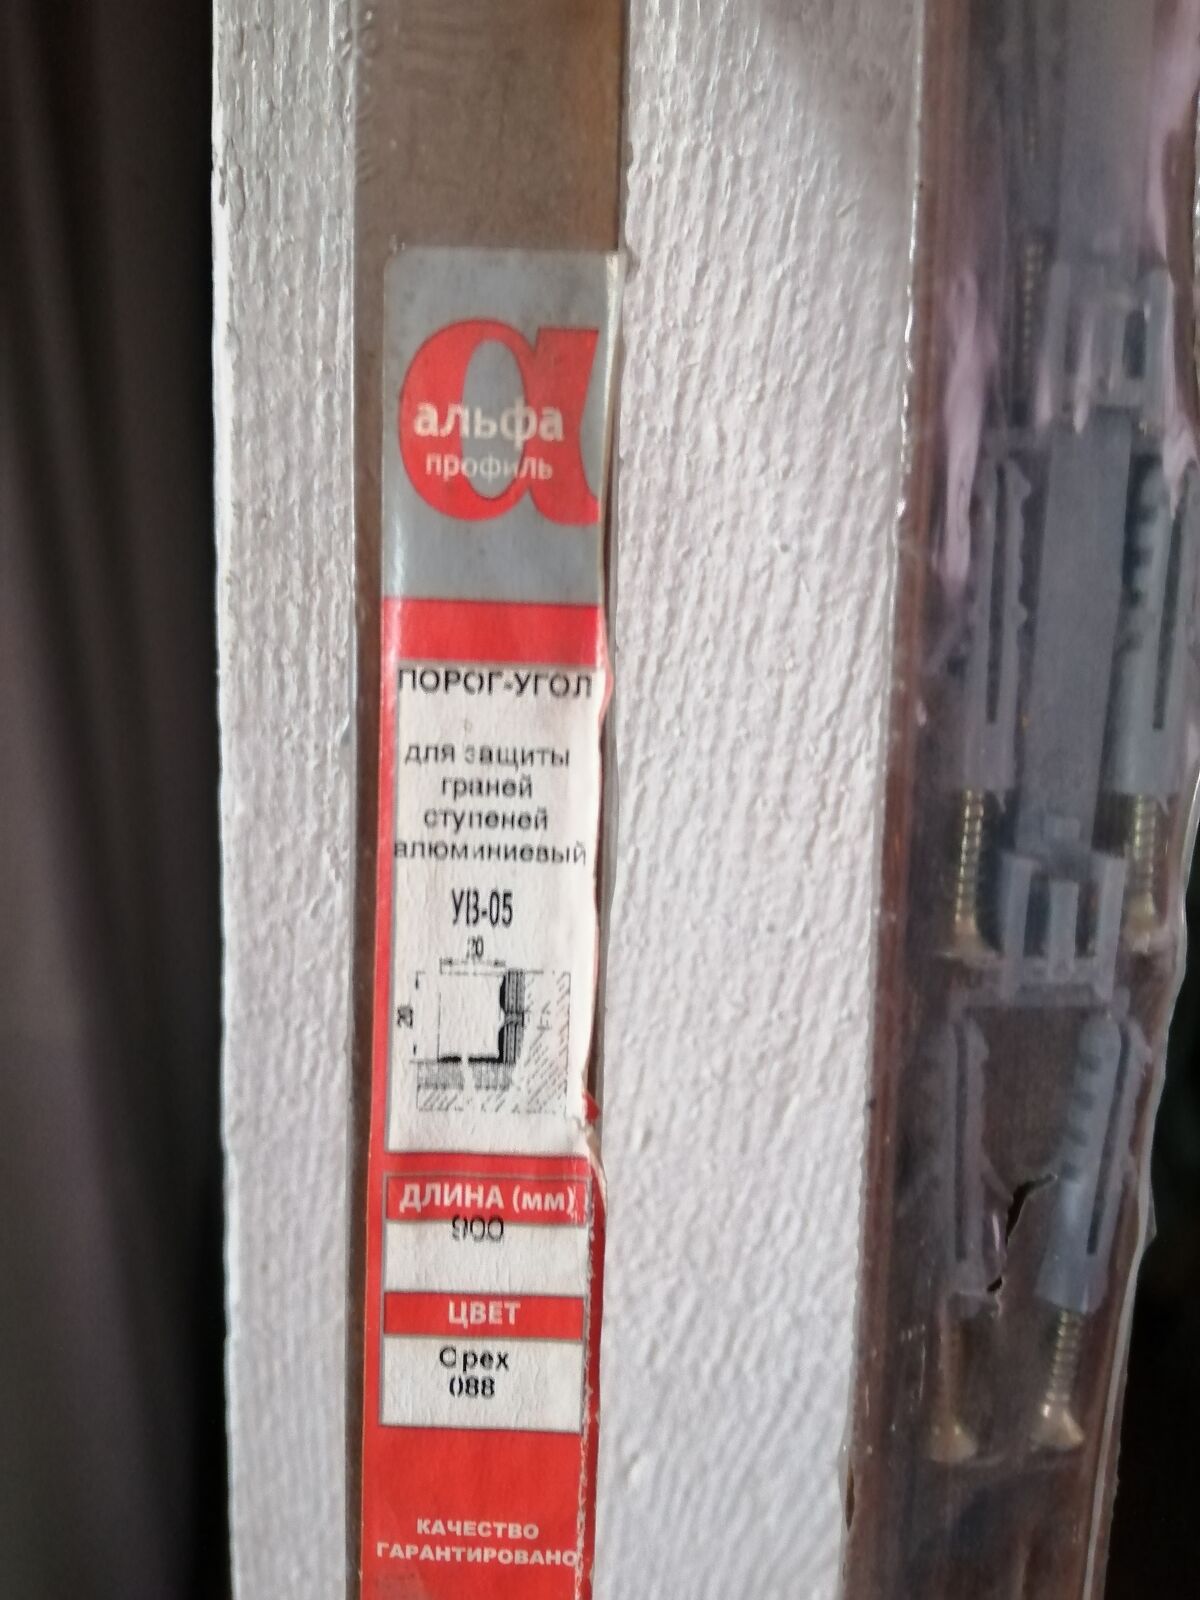 альфа
профиль
ПОРОГ-УГОЛ
для защиты
граней
ступеней
алюминиевый
УВ-05
20
20
ДЛИНА (мм)
900
ЦВЕТ
Орех
088
КАЧЕСТВО
ГАРАНТИРОВАНО